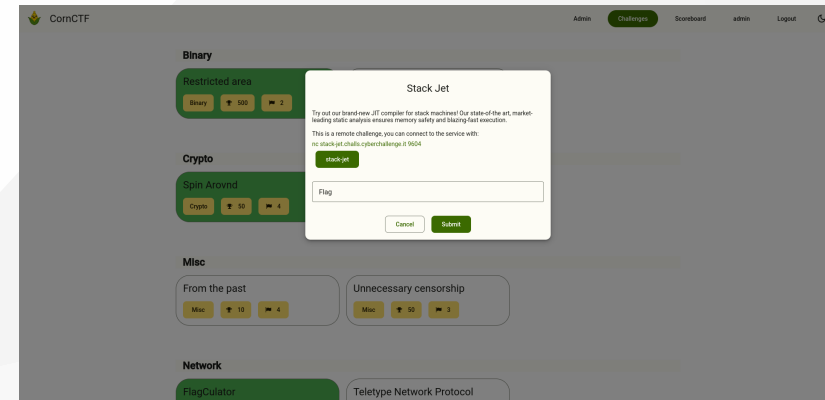 CornCTF
Admin
Challenges
Scoreboard
admin
Logout
Binary
Restricted area
Binary
500
2
Stack Jet
Try out our brand-new JIT compiler for stack machines! Our state-of-the art, market-
leading static analysis ensures memory safety and blazing-fast execution.
This is a remote challenge, you can connect to the service with:
nc stack-jet.challs.cyberchallenge.it 9604
stack-jet
Flag
Cancel
Submit
Crypto
Spin Arovnd
Crypto
50
4
Misc
From the past
Misc
10
4
Unnecessary censorship
Misc
50
3
Network
FlagCulator
Teletype Network Protocol